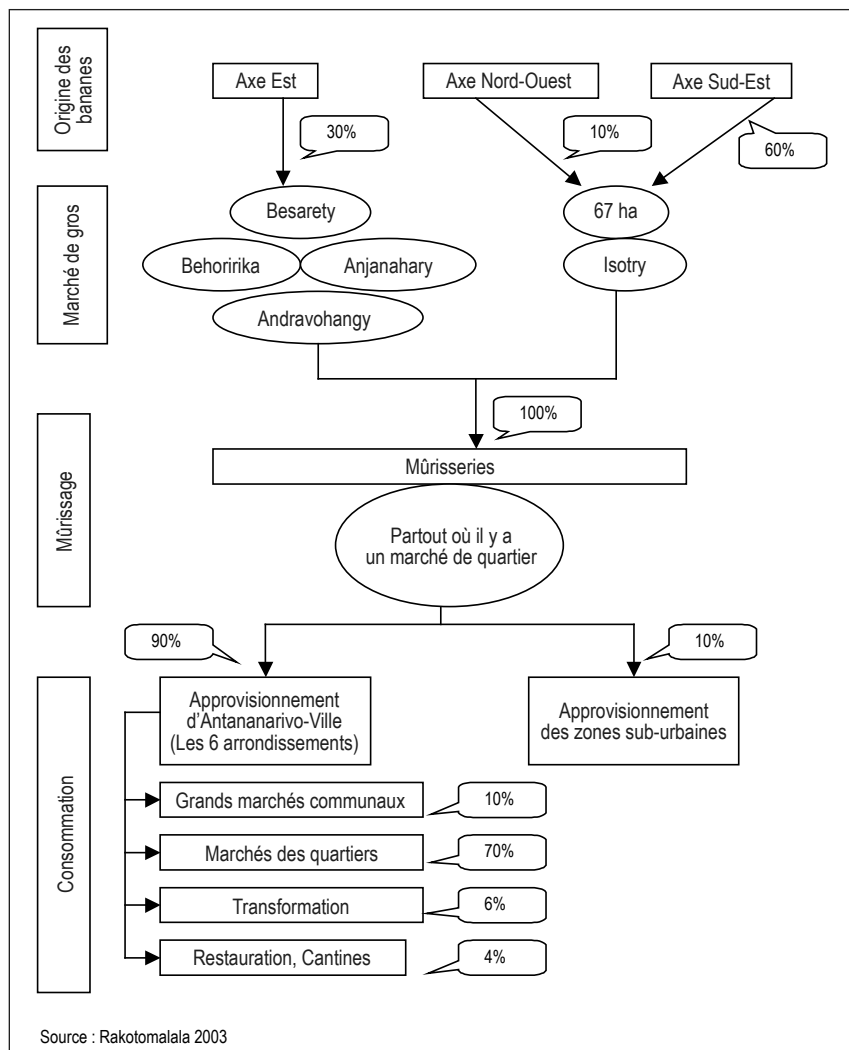 Origine des
bananes
Axe Est
Axe Nord-Ouest
Axe Sud-Est
30%
10%
60%
Marché de gros
Besarety
67 ha
Behoririka
Anjanahary
Isotry
Andravohangy
100%
Mûrissage
Mûrisseries
Partout où il y a
un marché de quartier
90%
10%
Consommation
Approvisionnement
d'Antananarivo-Ville
(Les 6 arrondissements)
Approvisionnement
des zones sub-urbaines
Grands marchés communaux
10%
Marchés des quartiers
70%
Transformation
6%
Restauration, Cantines
4%
Source : Rakotomalala 2003